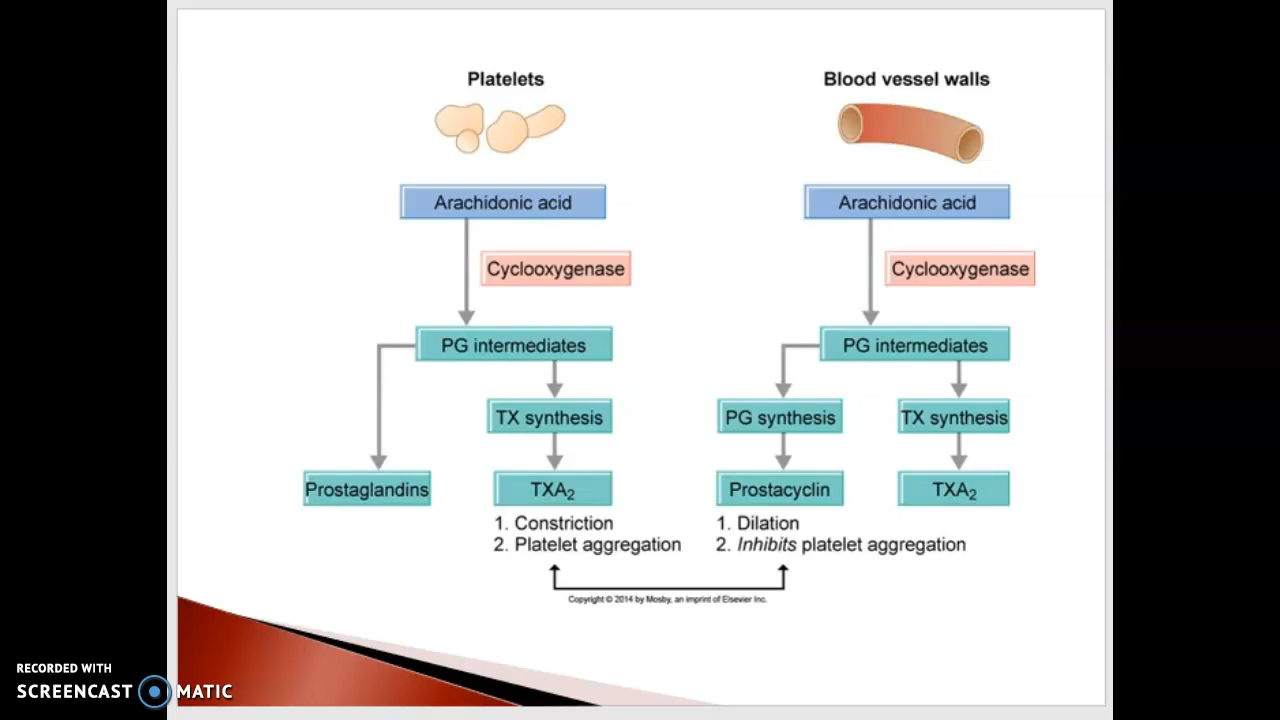 Platelets
Blood vessel walls
Arachidonic acid
Arachidonic acid
Cyclooxygenase
Cyclooxygenase
PG intermediates
PG intermediates
TX synthesis
PG synthesis
TX synthesis
Prostaglandins
TXA₂
Prostacyclin
TXA₂
1. Constriction
2. Platelet aggregation
1. Dilation
2. Inhibits platelet aggregation
Copyright © 2014 by Mosby, an imprint of Elsevier Inc.
RECORDED WITH
SCREENCAST MATIC